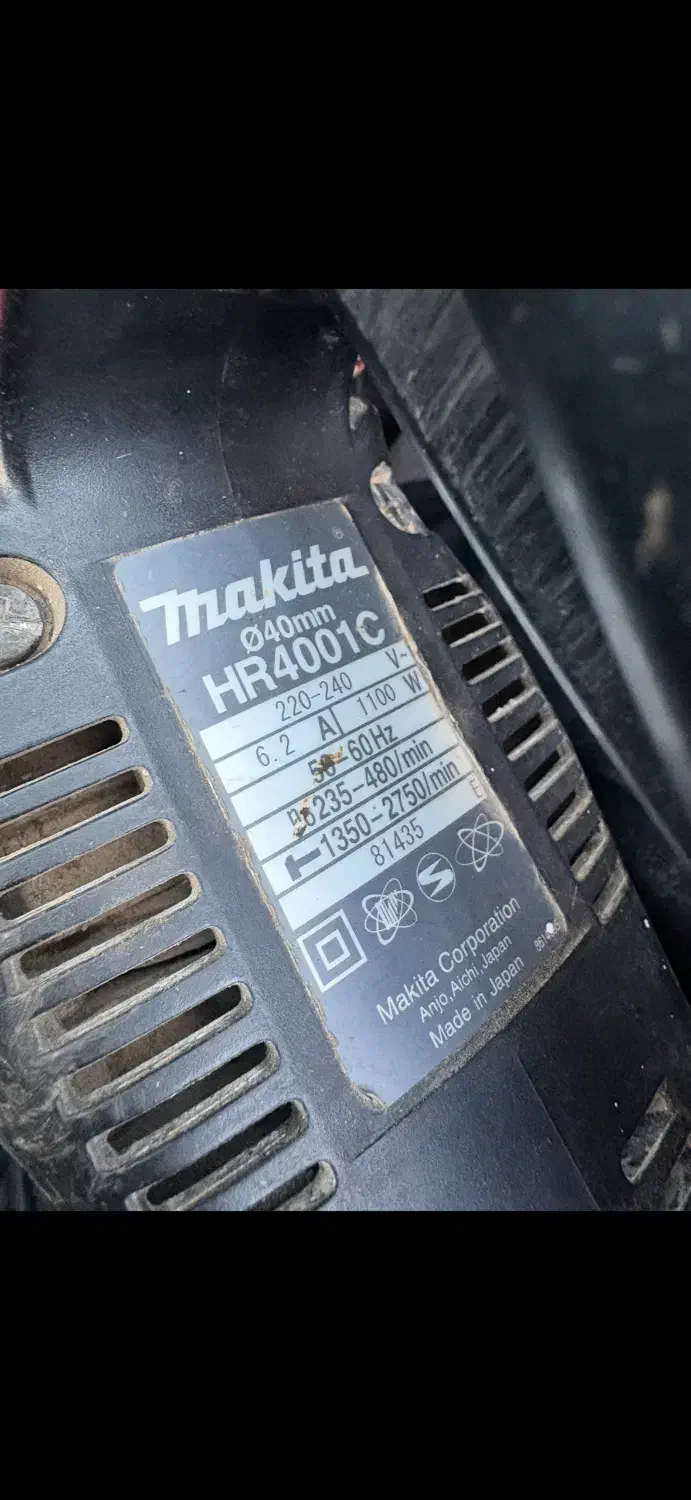 makita®
ø40mm
HR4001C
220-240 V~
6.2 A 1100 W
50-60Hz
n₀ 235-480/min
1350-2750/min
81435 E
Makita Corporation
Anjo, Aichi, Japan
Made in Japan